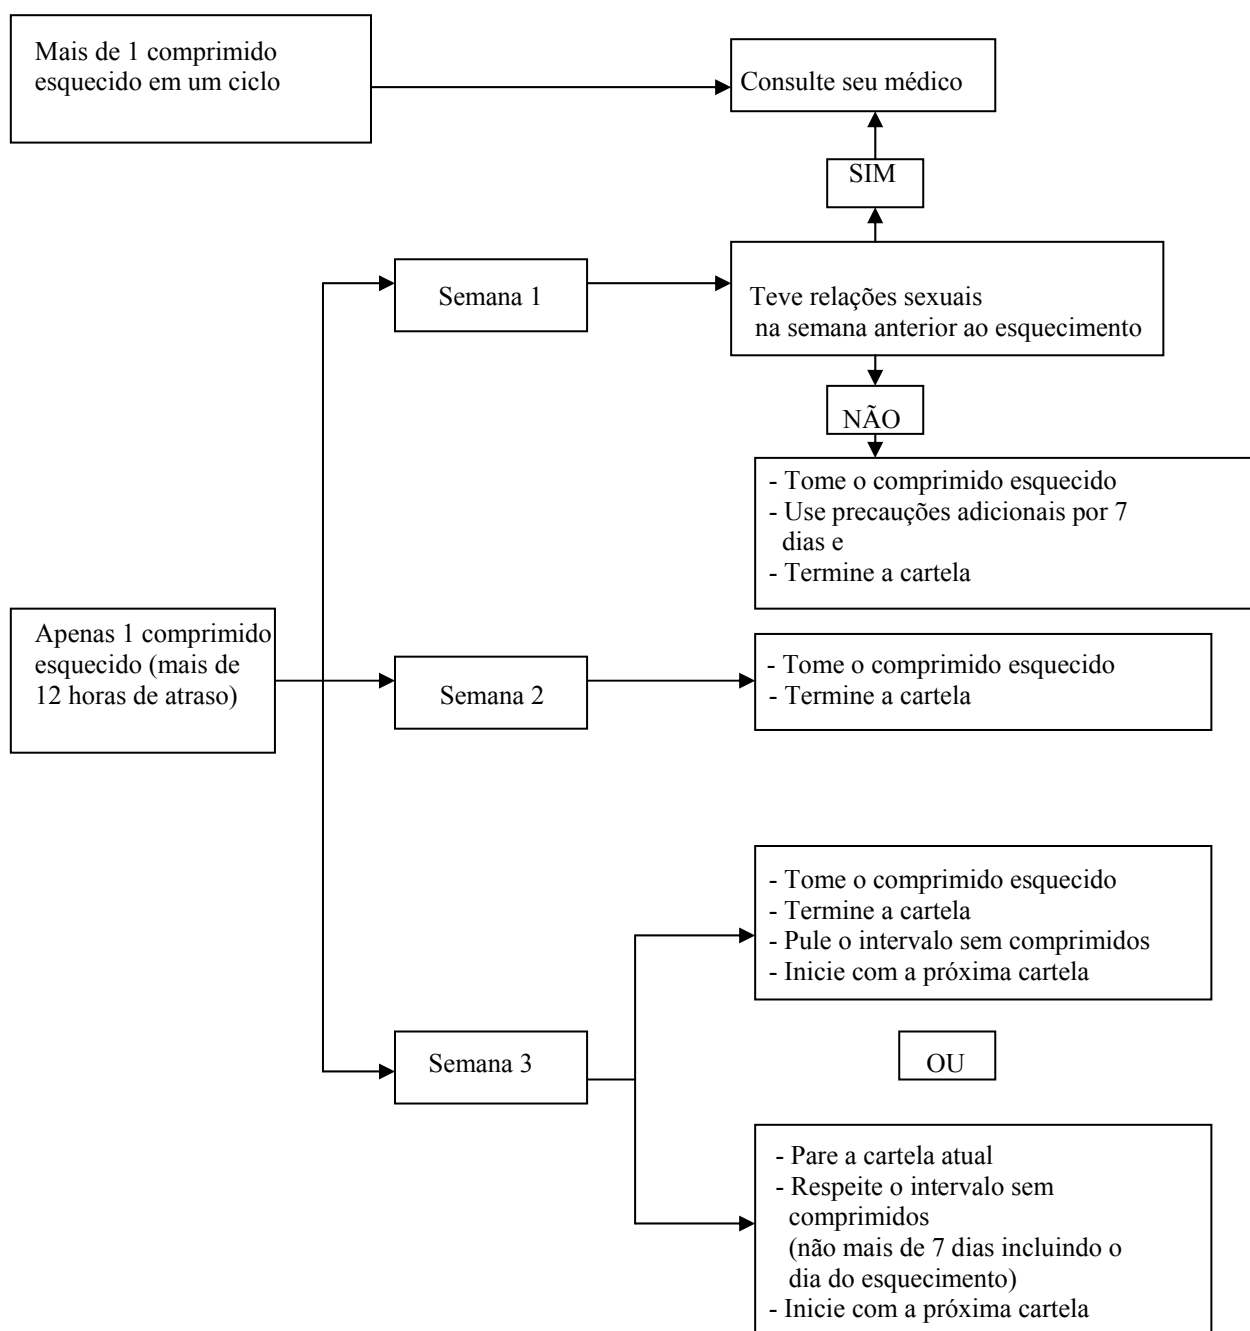 Mais de 1 comprimido
esquecido em um ciclo
Consulte seu médico
SIM
Semana 1
Teve relações sexuais
na semana anterior ao esquecimento
NÃO
- Tome o comprimido esquecido
- Use precauções adicionais por 7
dias e
- Termine a cartela
Apenas 1 comprimido
esquecido (mais de
12 horas de atraso)
Semana 2
- Tome o comprimido esquecido
- Termine a cartela
Semana 3
- Tome o comprimido esquecido
- Termine a cartela
- Pule o intervalo sem comprimidos
- Inicie com a próxima cartela
OU
- Pare a cartela atual
- Respeite o intervalo sem
comprimidos
(não mais de 7 dias incluindo o
dia do esquecimento)
- Inicie com a próxima cartela